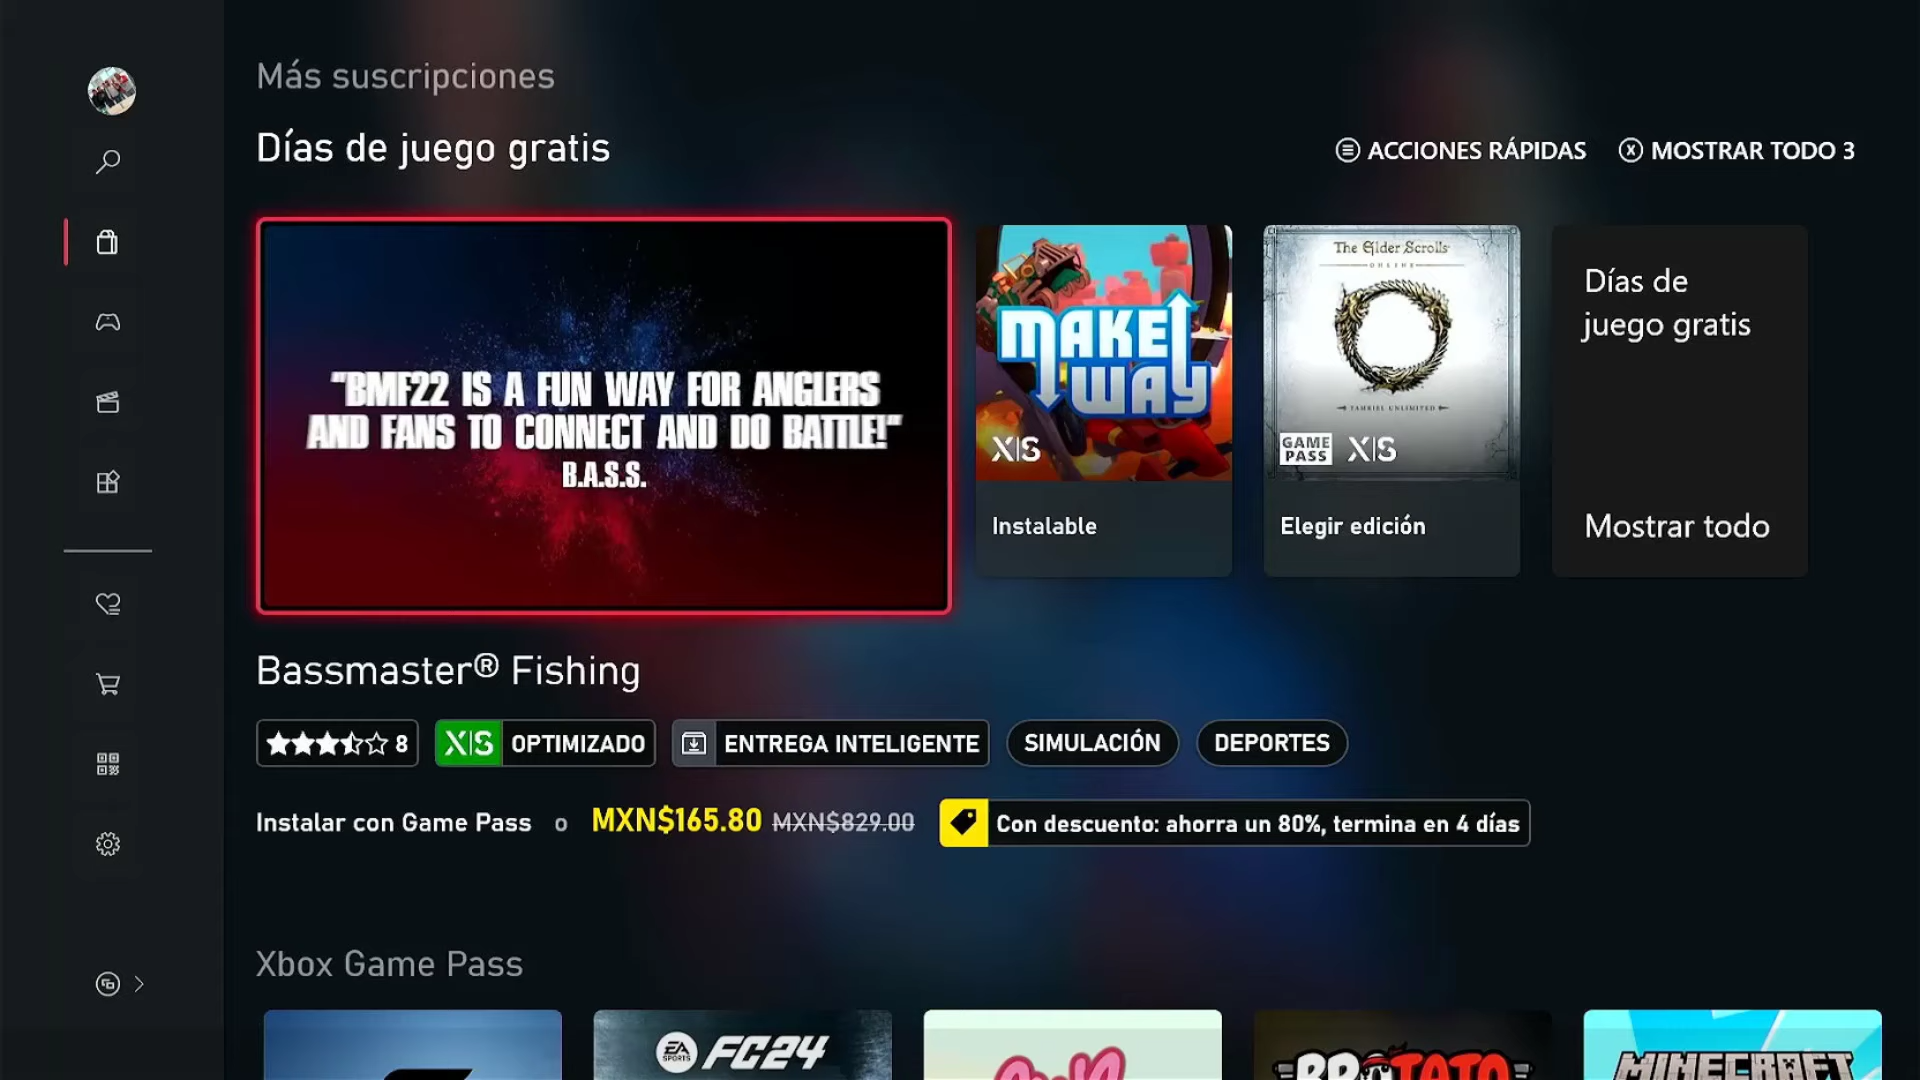 Más suscripciones
Días de juego gratis
ACCIONES RÁPIDAS
MOSTRAR TODO 3
"BMF22 IS A FUN WAY FOR ANGLERS
AND FANS TO CONNECT AND DO BATTLE!"
B.A.S.S.
MAKE
WAY
X|S
Instalable
The Elder Scrolls
ONLINE
TAMRIEL UNLIMITED
GAME
PASS
X|S
Elegir edición
Días de
juego gratis
Mostrar todo
Bassmaster® Fishing
8
X|S OPTIMIZADO
ENTREGA INTELIGENTE
SIMULACIÓN
DEPORTES
Instalar con Game Pass o MXN$165.80 MXN$829.00
Con descuento: ahorra un 80%, termina en 4 días
Xbox Game Pass
EA SPORTS FC24
BROTATO
MINECRAFT